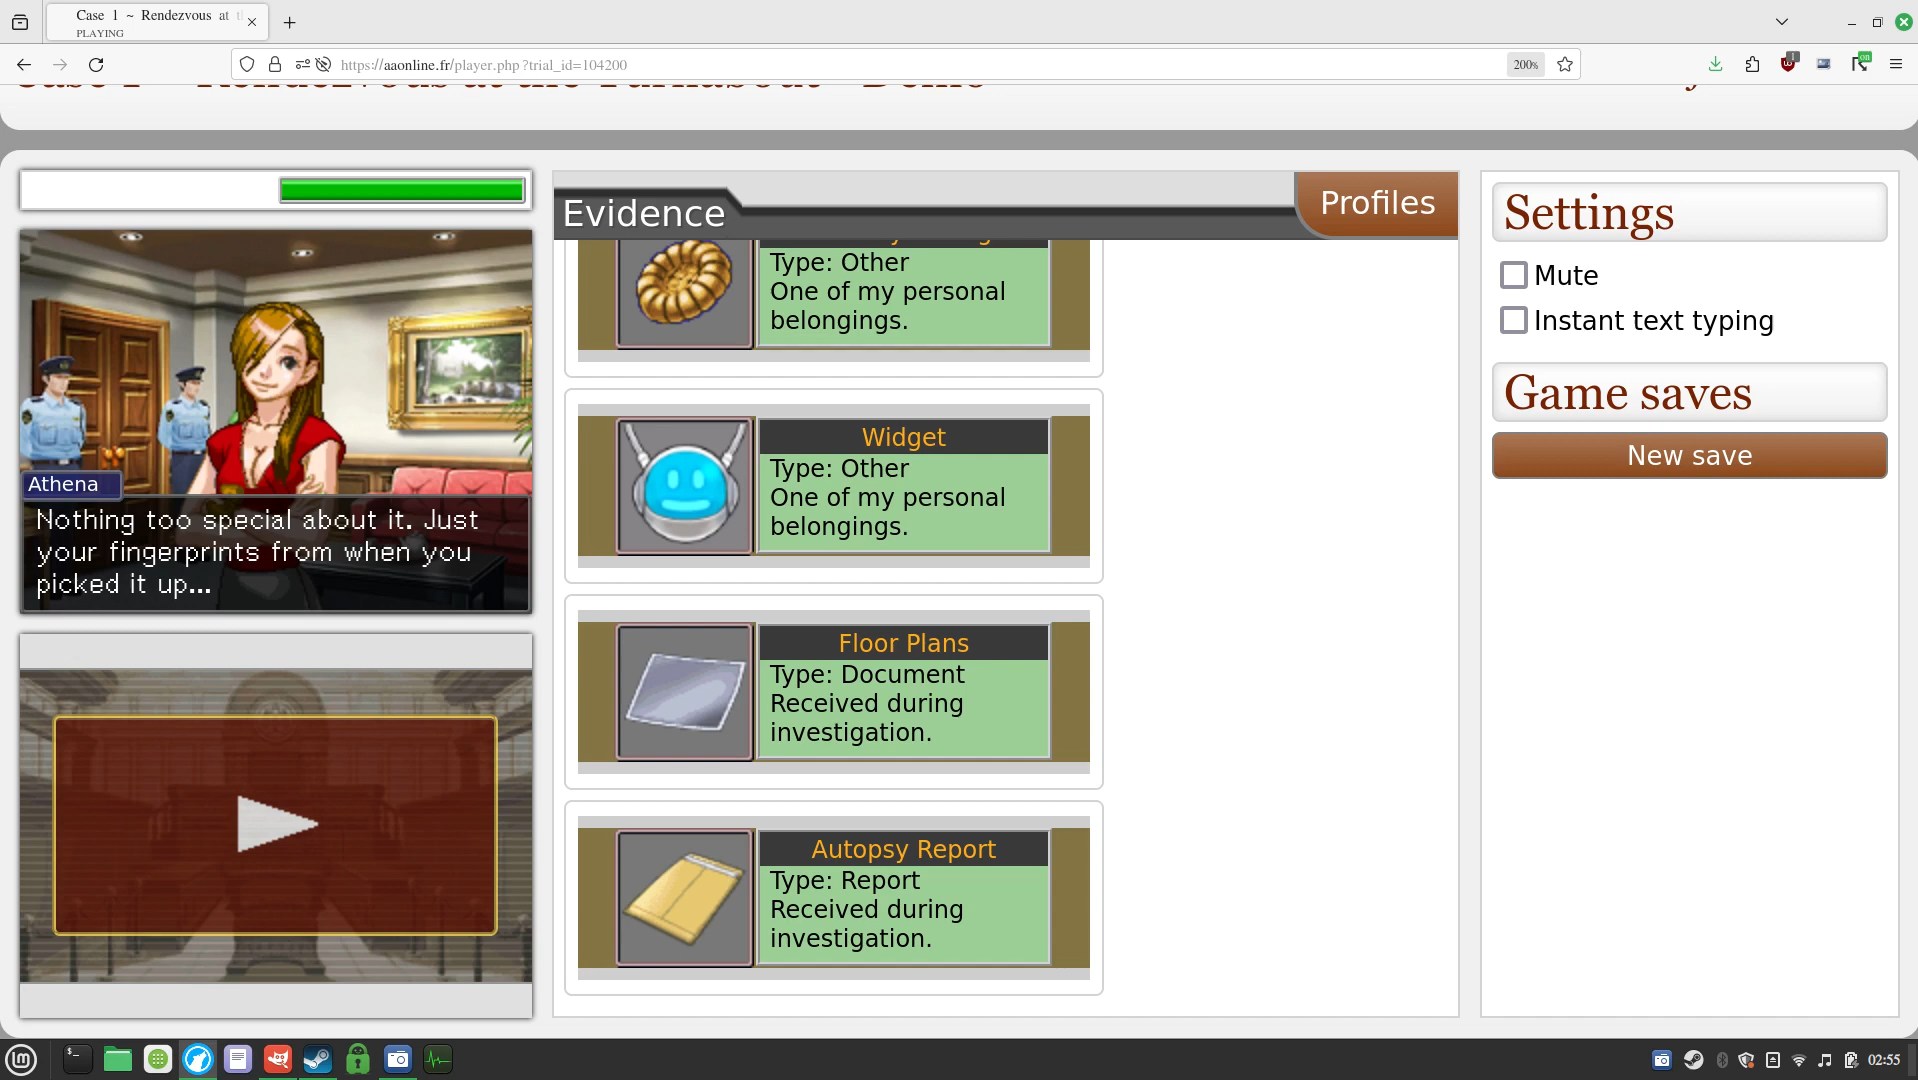 Case 1 ~ Rendezvous at t
PLAYING
https://aaonline.fr/player.php?trial_id=104200
200%
on
Evidence
Profiles
Type: Other
One of my personal
belongings.
Widget
Type: Other
One of my personal
belongings.
Floor Plans
Type: Document
Received during
investigation.
Autopsy Report
Type: Report
Received during
investigation.
Athena
Nothing too special about it. Just
your fingerprints from when you
picked it up...
Settings
Mute
Instant text typing
Game saves
New save
02:55